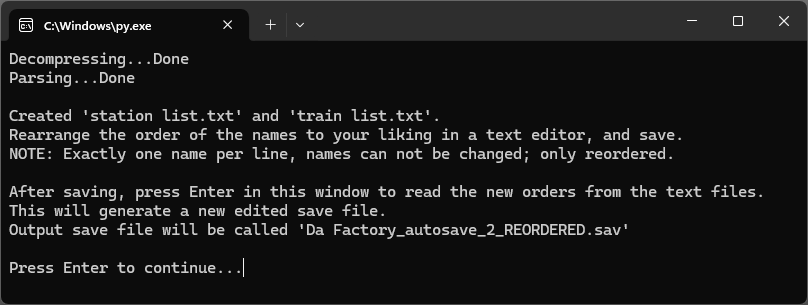 C:\Windows\py.exe
Decompressing...Done
Parsing...Done
Created 'station list.txt' and 'train list.txt'.
Rearrange the order of the names to your liking in a text editor, and save.
NOTE: Exactly one name per line, names can not be changed; only reordered.
After saving, press Enter in this window to read the new orders from the text files.
This will generate a new edited save file.
Output save file will be called 'Da Factory_autosave_2_REORDERED.sav'
Press Enter to continue...